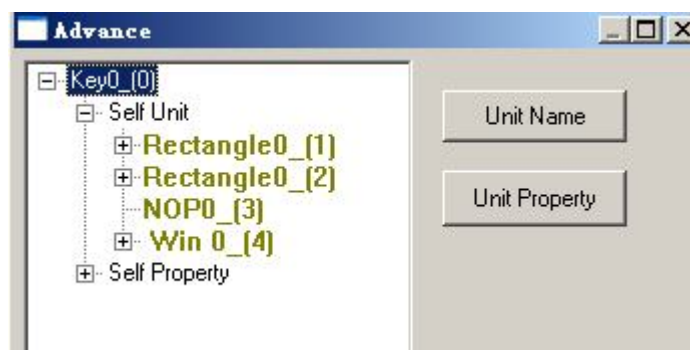 Advance
Key0_(0)
Self Unit
Rectangle0_(1)
Rectangle0_(2)
NOP0_(3)
Win 0_(4)
Self Property
Unit Name
Unit Property